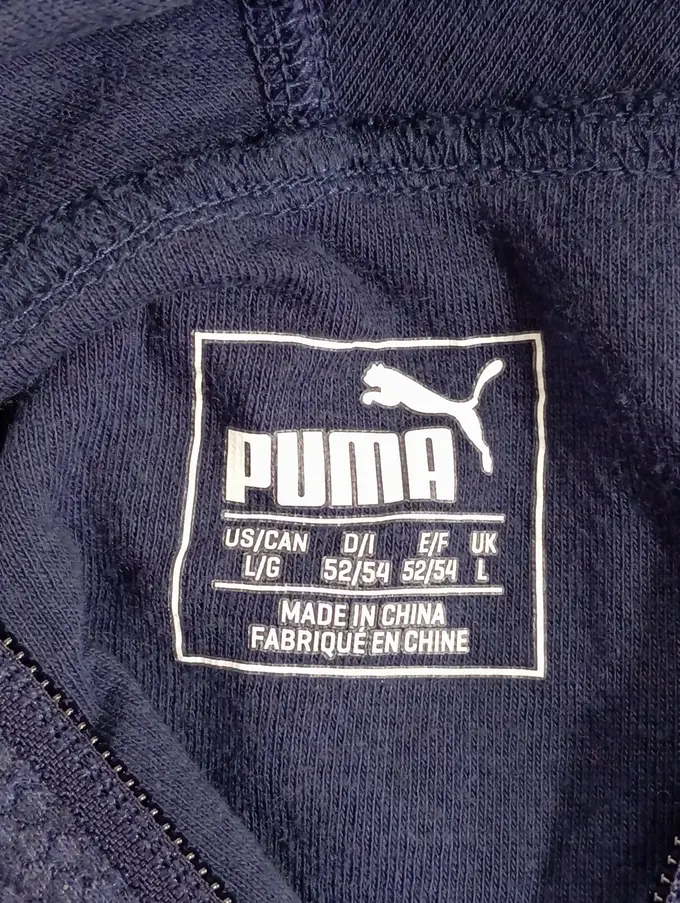 PUMA
US/CAN D/I E/F UK
L/G 52/54 52/54 L
MADE IN CHINA
FABRIQUÉ EN CHINE